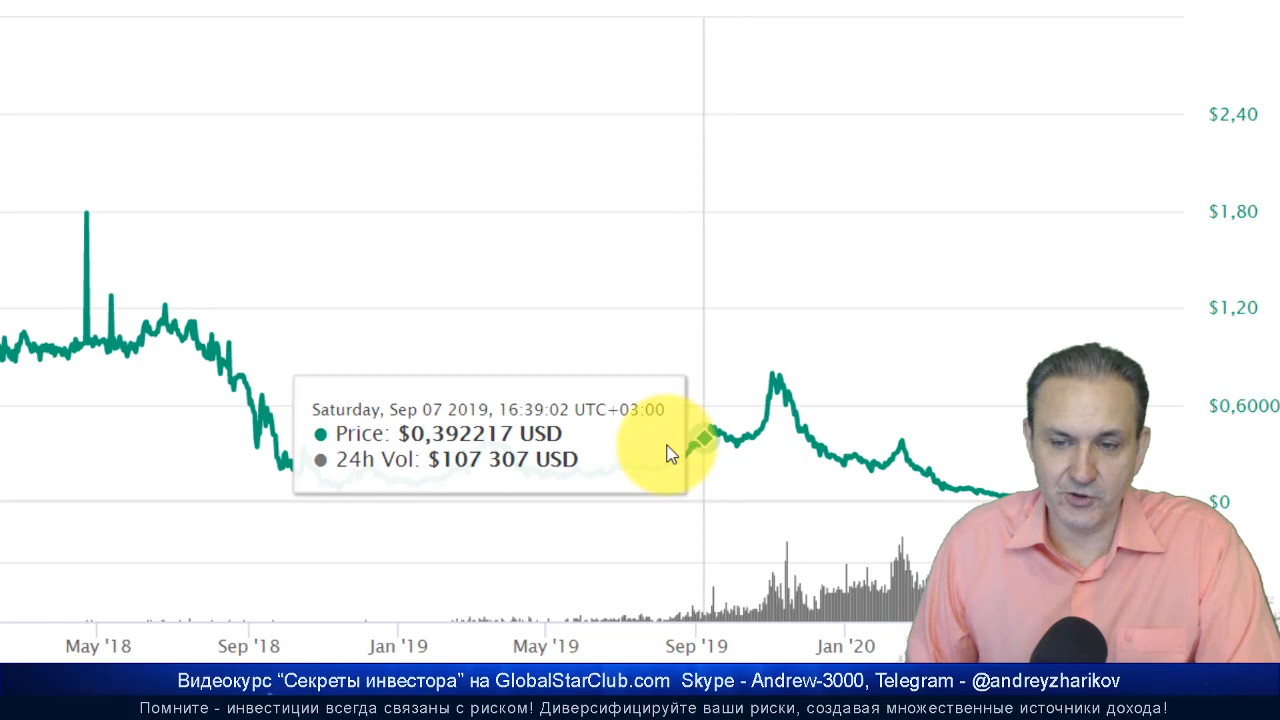 $2,40
$1,80
$1,20
Saturday, Sep 07 2019, 16:39:02 UTC+03:00
$0,6000
Price: $0,392217 USD
24h Vol: $107 307 USD
$0
May '18 Sep '18 Jan '19 May '19 Sep '19 Jan '20
Видеокурс “Секреты инвестора” на GlobalStarClub.com Skype - Andrew-3000, Telegram - @andreyzharikov
Помните - инвестиции всегда связаны с риском! Диверсифицируйте ваши риски, создавая множественные источники дохода!